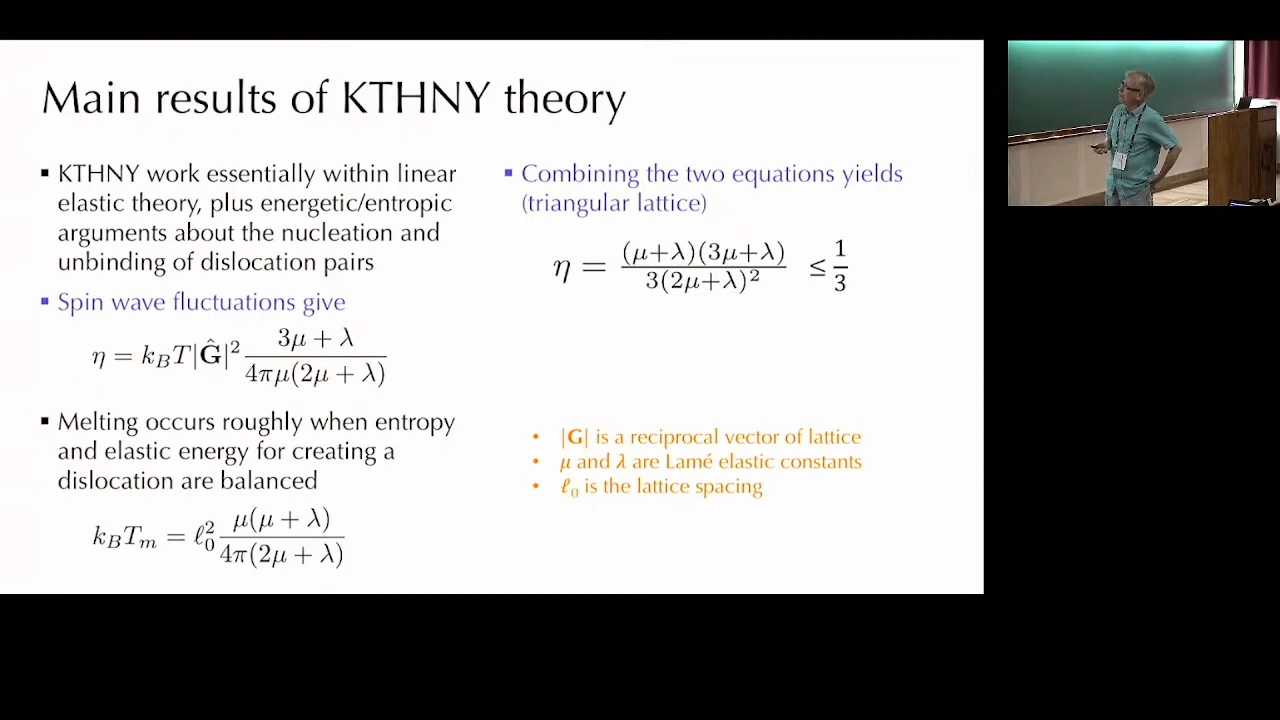 Main results of KTHNY theory
▪ KTHNY work essentially within linear
elastic theory, plus energetic/entropic
arguments about the nucleation and
unbinding of dislocation pairs
▪ Spin wave fluctuations give
η = k_B T|Ĝ|² (3μ + λ) / (4πμ(2μ + λ))
▪ Melting occurs roughly when entropy
and elastic energy for creating a
dislocation are balanced
k_B T_m = ℓ₀² μ(μ + λ) / (4π(2μ + λ))
▪ Combining the two equations yields
(triangular lattice)
η = (μ+λ)(3μ+λ) / (3(2μ+λ)²) ≤ 1/3
• |G| is a reciprocal vector of lattice
• μ and λ are Lamé elastic constants
• ℓ₀ is the lattice spacing